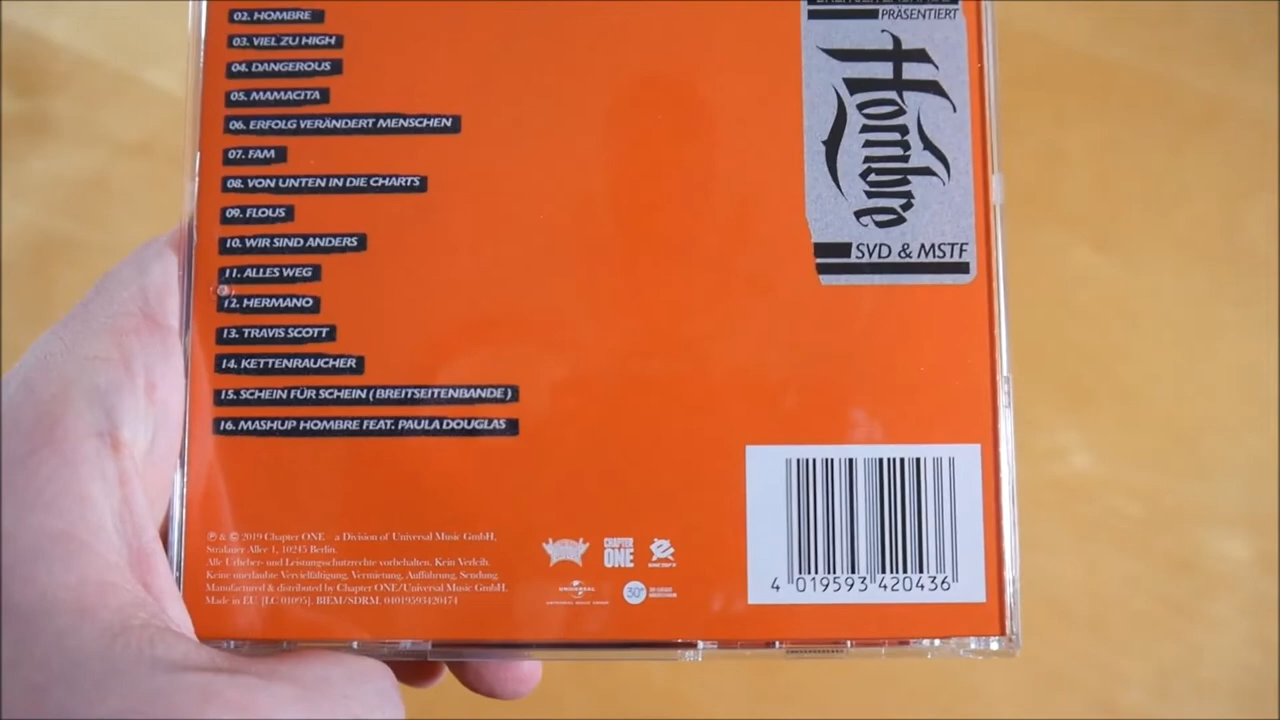 02. HOMBRE
03. VIEL ZU HIGH
04. DANGEROUS
05. MAMACITA
06. ERFOLG VERÄNDERT MENSCHEN
07. FAM
08. VON UNTEN IN DIE CHARTS
09. FLOUS
10. WIR SIND ANDERS
11. ALLES WEG
12. HERMANO
13. TRAVIS SCOTT
14. KETTENRAUCHER
15. SCHEIN FÜR SCHEIN ( BREITSEITENBANDE )
16. MASHUP HOMBRE FEAT. PAULA DOUGLAS
PRÄSENTIERT
Hombre
SVD & MSTF
℗ & © 2019 Chapter ONE – a Division of Universal Music GmbH,
Stralauer Allee 1, 10245 Berlin.
Alle Urheber- und Leistungsschutzrechte vorbehalten. Kein Verleih.
Keine unerlaubte Vervielfältigung, Vermietung, Aufführung, Sendung.
Manufactured & distributed by Chapter ONE/Universal Music GmbH.
Made in EU. [LC 01095]. BIEM/SDRM. 04019593420474
CHAPTER
ONE
UNIVERSAL
30°
4 019593 420436